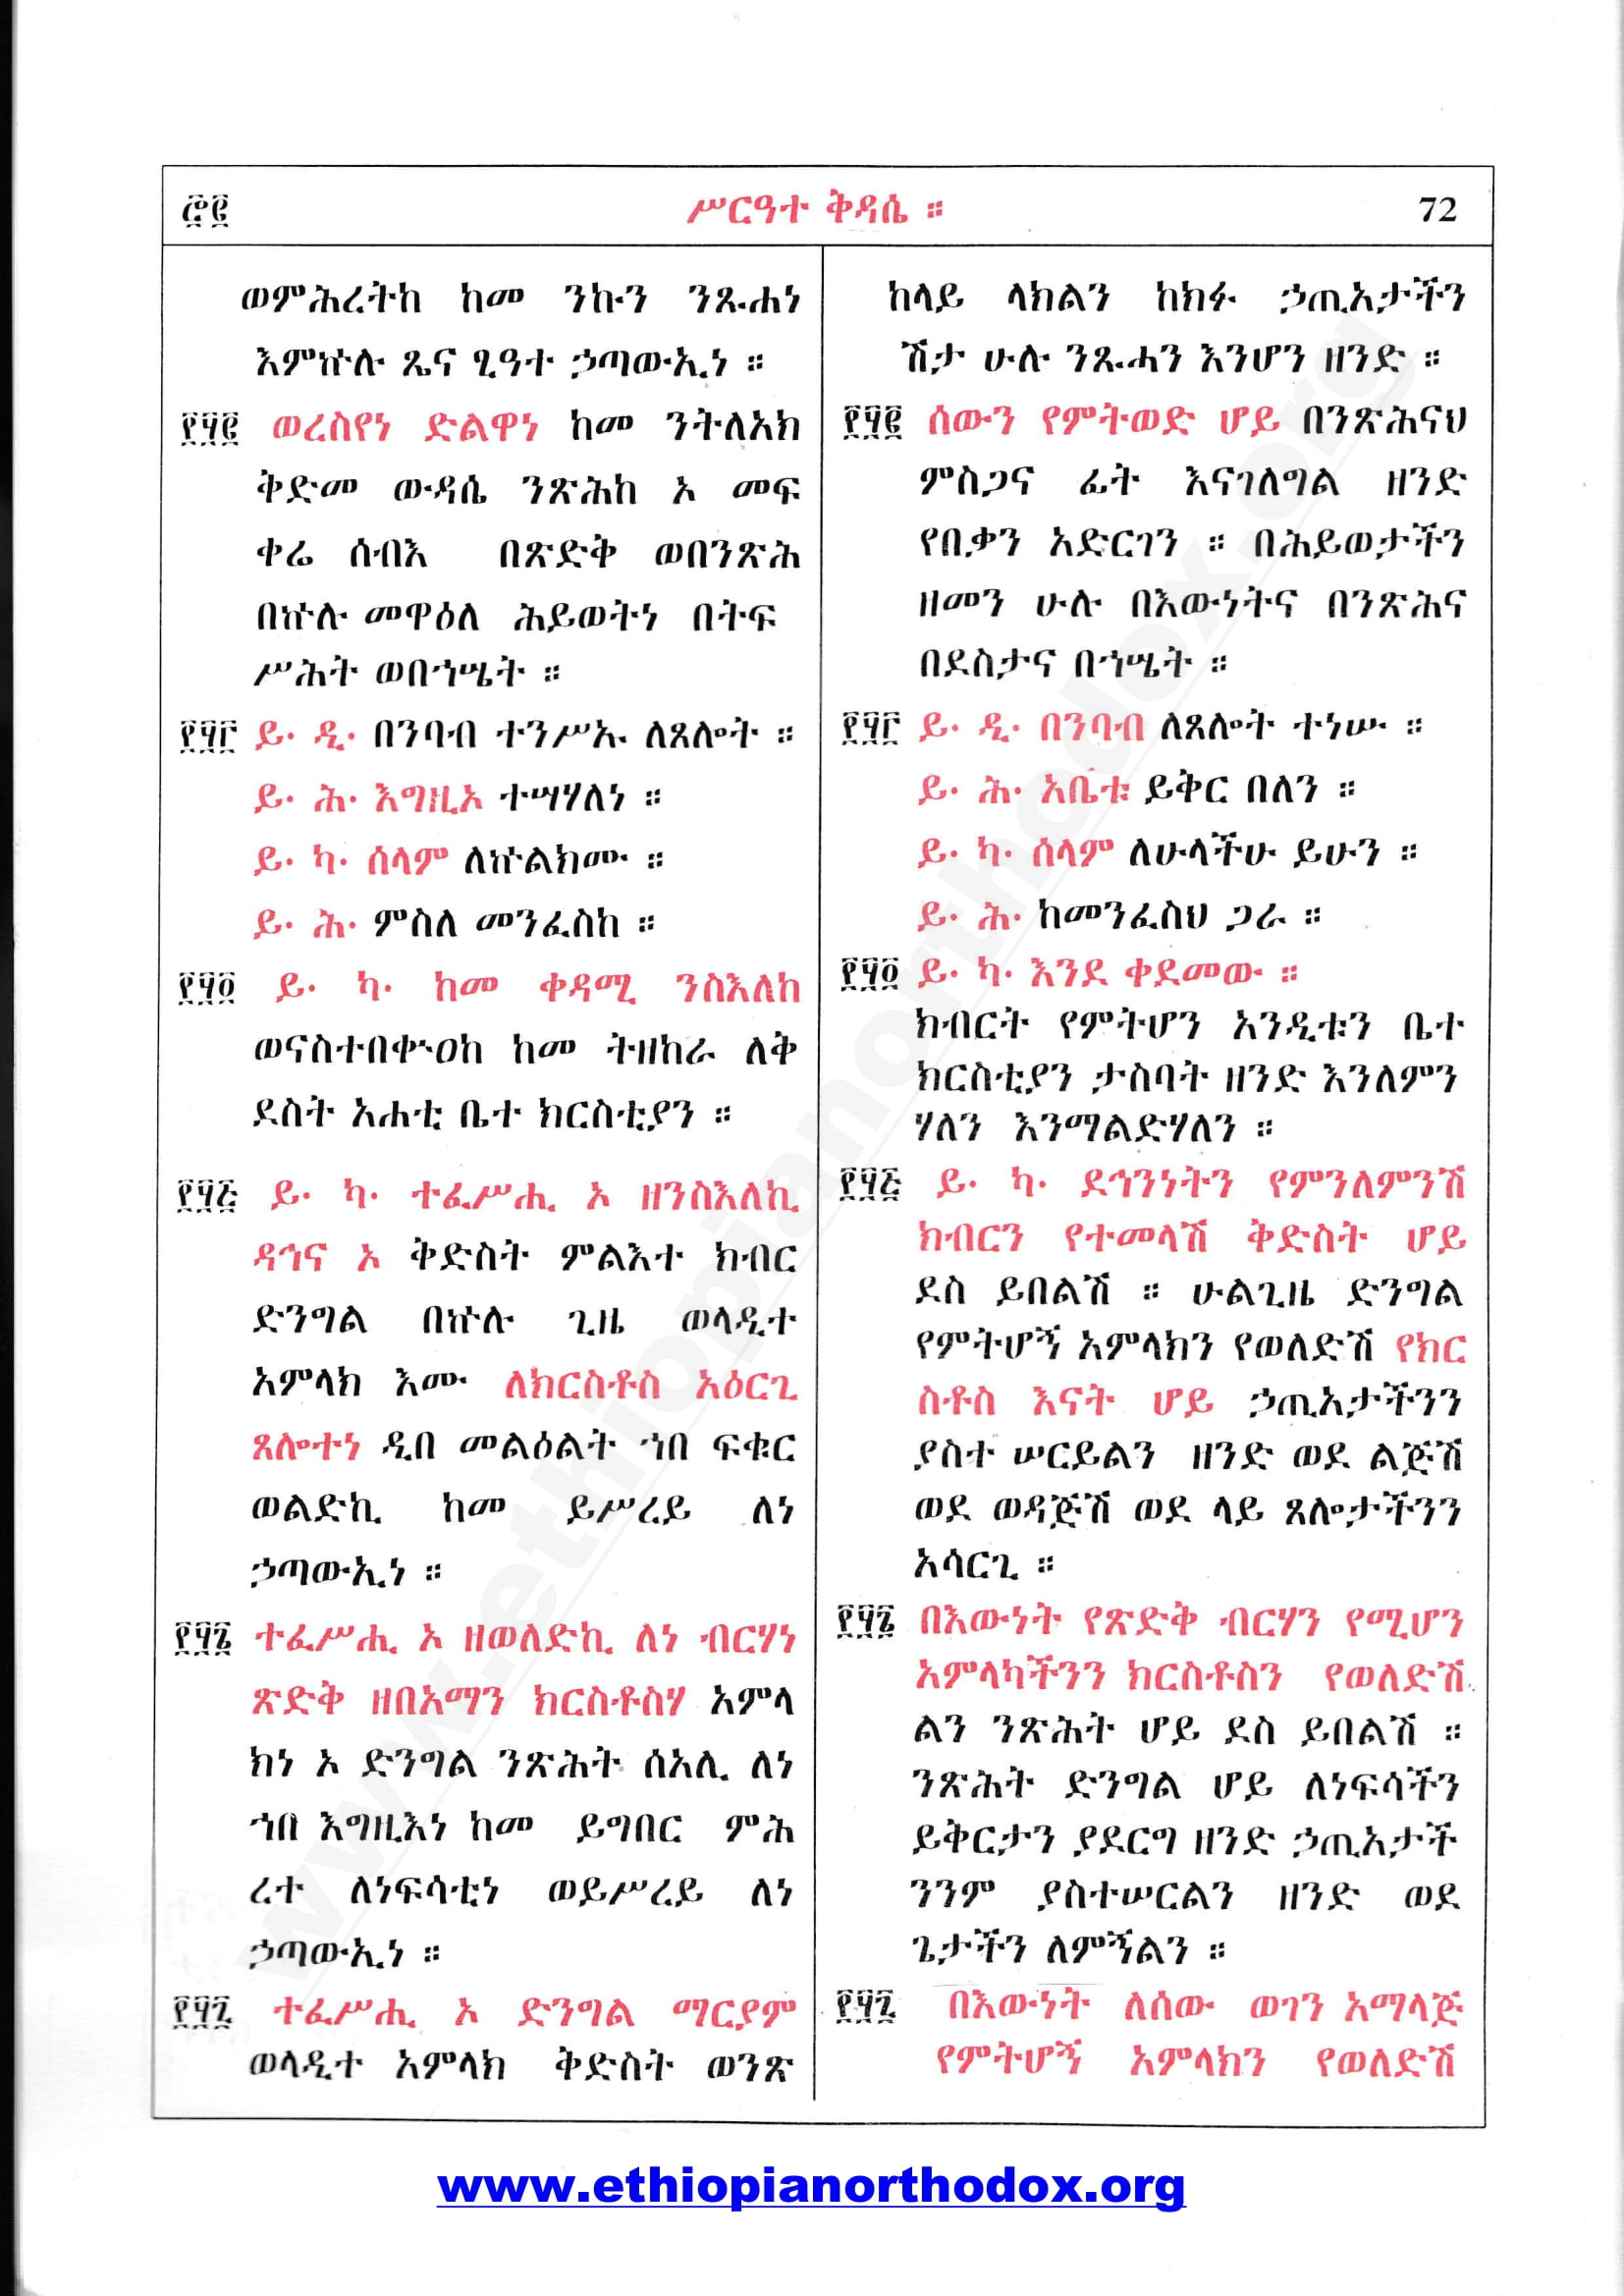 ፸፪ ሥርዓተ ቅዳሴ ። 72
ወምሕረትከ ከመ ንኩን ንጹሐነ
እምኵሉ ጼና ፂዓተ ኃጣውኢነ ።
፻፶፪ ወረስየነ ድልዋነ ከመ ንትለአክ
ቅድመ ውዳሴ ንጽሕከ ኦ መፍ
ቀሬ ሰብእ በጽድቅ ወበንጽሕ
በኵሉ መዋዕለ ሕይወትነ በትፍ
ሥሕት ወበኀሤት ።
፻፶፫ ይ· ዲ· በንባብ ተንሥኡ ለጸሎት ።
ይ· ሕ· እግዚኦ ተሣሃለነ ።
ይ· ካ· ሰላም ለኵልክሙ ።
ይ· ሕ· ምስለ መንፈስከ ።
፻፶፬ ይ· ካ· ከመ ቀዳሚ ንስእለከ
ወናስተበቍዐከ ከመ ትዘከራ ለቅ
ደስት አሐቲ ቤተ ክርስቲያን ።
፻፶፭ ይ· ካ· ተፈሥሒ ኦ ዘንስእለኪ
ዳኅና ኦ ቅድስት ምልእተ ክብር
ድንግል በኵሉ ጊዜ ወላዲተ
አምላክ እሙ ለክርስቶስ አዕርጊ
ጸሎተነ ዲበ መልዕልት ኀበ ፍቁር
ወልድኪ ከመ ይሥረይ ለነ
ኃጣውኢነ ።
፻፶፮ ተፈሥሒ ኦ ዘወለድኪ ለነ ብርሃነ
ጽድቅ ዘበአማን ክርስቶስሃ አምላ
ክነ ኦ ድንግል ንጽሕት ሰአሊ ለነ
ኀበ እግዚእነ ከመ ይግበር ምሕ
ረተ ለነፍሳቲነ ወይሥረይ ለነ
ኃጣውኢነ ።
፻፶፯ ተፈሥሒ ኦ ድንግል ማርያም
ወላዲተ አምላክ ቅድስት ወንጽ
ከላይ ላክልን ከክፉ ኃጢአታችን
ሽታ ሁሉ ንጹሓን እንሆን ዘንድ ።
፻፶፪ ሰውን የምትወድ ሆይ በንጽሕናህ
ምስጋና ፊት እናገለግል ዘንድ
የበቃን አድርገን ። በሕይወታችን
ዘመን ሁሉ በእውነትና በንጽሕና
በደስታና በኀሤት ።
፻፶፫ ይ· ዲ· በንባብ ለጸሎት ተነሡ ።
ይ· ሕ· አቤቱ ይቅር በለን ።
ይ· ካ· ሰላም ለሁላችሁ ይሁን ።
ይ· ሕ· ከመንፈስህ ጋራ ።
፻፶፬ ይ· ካ· እንደ ቀደመው ።
ክብርት የምትሆን አንዲቱን ቤተ
ክርስቲያን ታስባት ዘንድ እንለምን
ሃለን እንማልድሃለን ።
፻፶፭ ይ· ካ· ደኅንነትን የምንለምንሽ
ክብርን የተመላሽ ቅድስት ሆይ
ደስ ይበልሽ ። ሁልጊዜ ድንግል
የምትሆኝ አምላክን የወለድሽ የክር
ስቶስ እናት ሆይ ኃጢአታችንን
ያስተ ሠርይልን ዘንድ ወደ ልጅሽ
ወደ ወዳጅሽ ወደ ላይ ጸሎታችንን
አሳርጊ ።
፻፶፮ በእውነት የጽድቅ ብርሃን የሚሆን
አምላካችንን ክርስቶስን የወለድሽ
ልን ንጽሕት ሆይ ደስ ይበልሽ ።
ንጽሕት ድንግል ሆይ ለነፍሳችን
ይቅርታን ያደርግ ዘንድ ኃጢአታች
ንንም ያስተሠርልን ዘንድ ወደ
ጌታችን ለምኝልን ።
፻፶፯ በእውነት ለሰው ወገን አማላጅ
የምትሆኝ አምላክን የወለድሽ
www.ethiopianorthodox.org
www.ethiopianorthodox.org